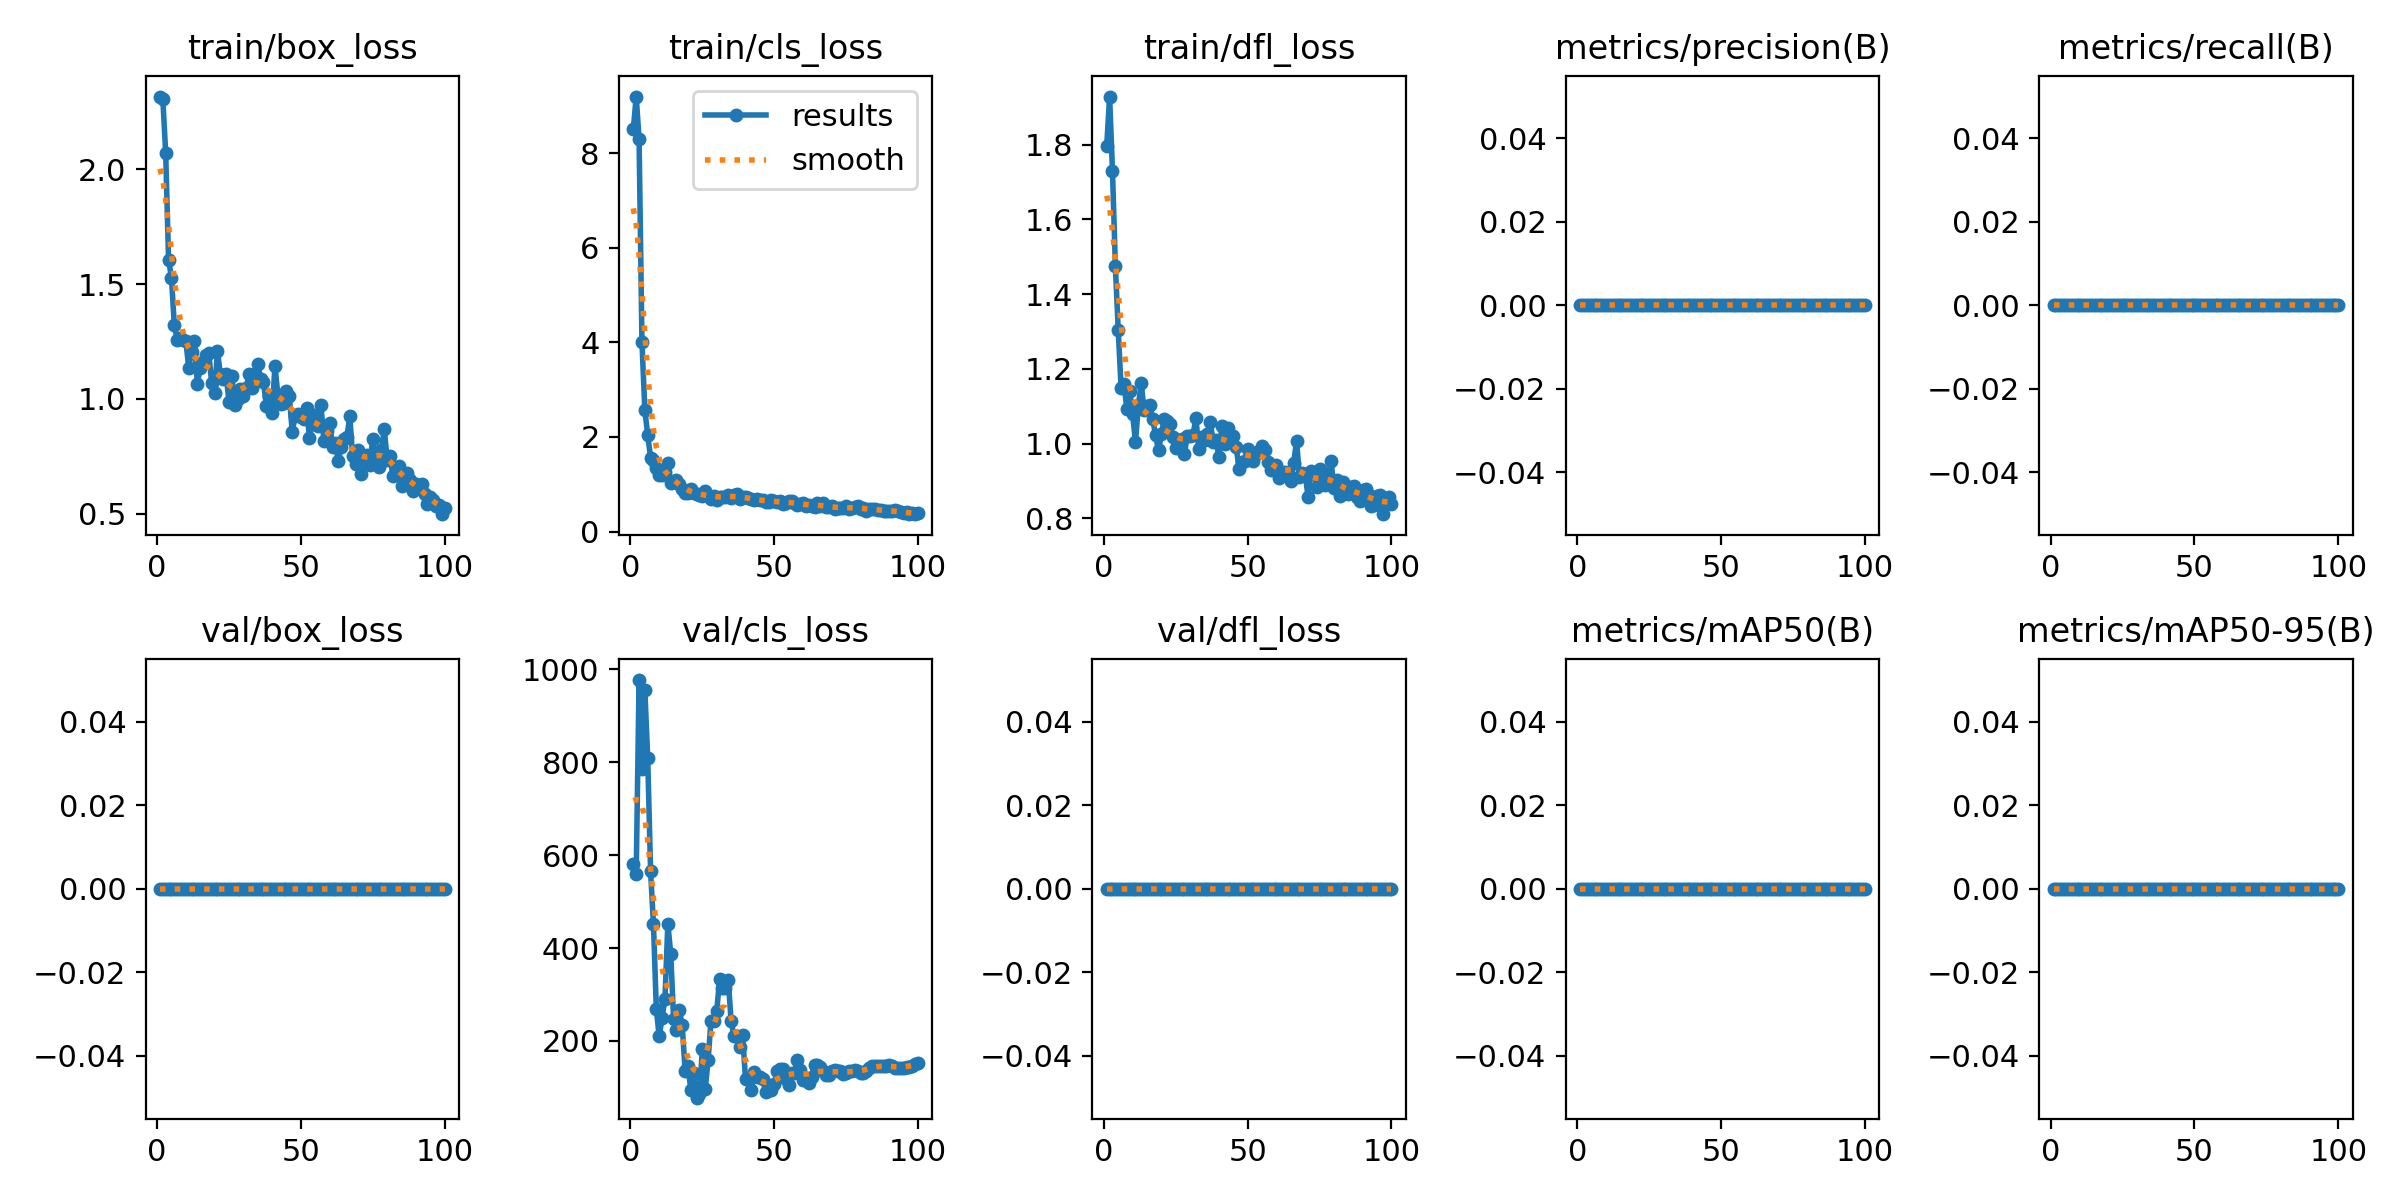 train/box_loss
2.0
1.5
1.0
0.5
0 50 100
train/cls_loss
results
smooth
8
6
4
2
0
0 50 100
train/dfl_loss
1.8
1.6
1.4
1.2
1.0
0.8
0 50 100
metrics/precision(B)
0.04
0.02
0.00
−0.02
−0.04
0 50 100
metrics/recall(B)
0.04
0.02
0.00
−0.02
−0.04
0 50 100
val/box_loss
0.04
0.02
0.00
−0.02
−0.04
0 50 100
val/cls_loss
1000
800
600
400
200
0 50 100
val/dfl_loss
0.04
0.02
0.00
−0.02
−0.04
0 50 100
metrics/mAP50(B)
0.04
0.02
0.00
−0.02
−0.04
0 50 100
metrics/mAP50-95(B)
0.04
0.02
0.00
−0.02
−0.04
0 50 100